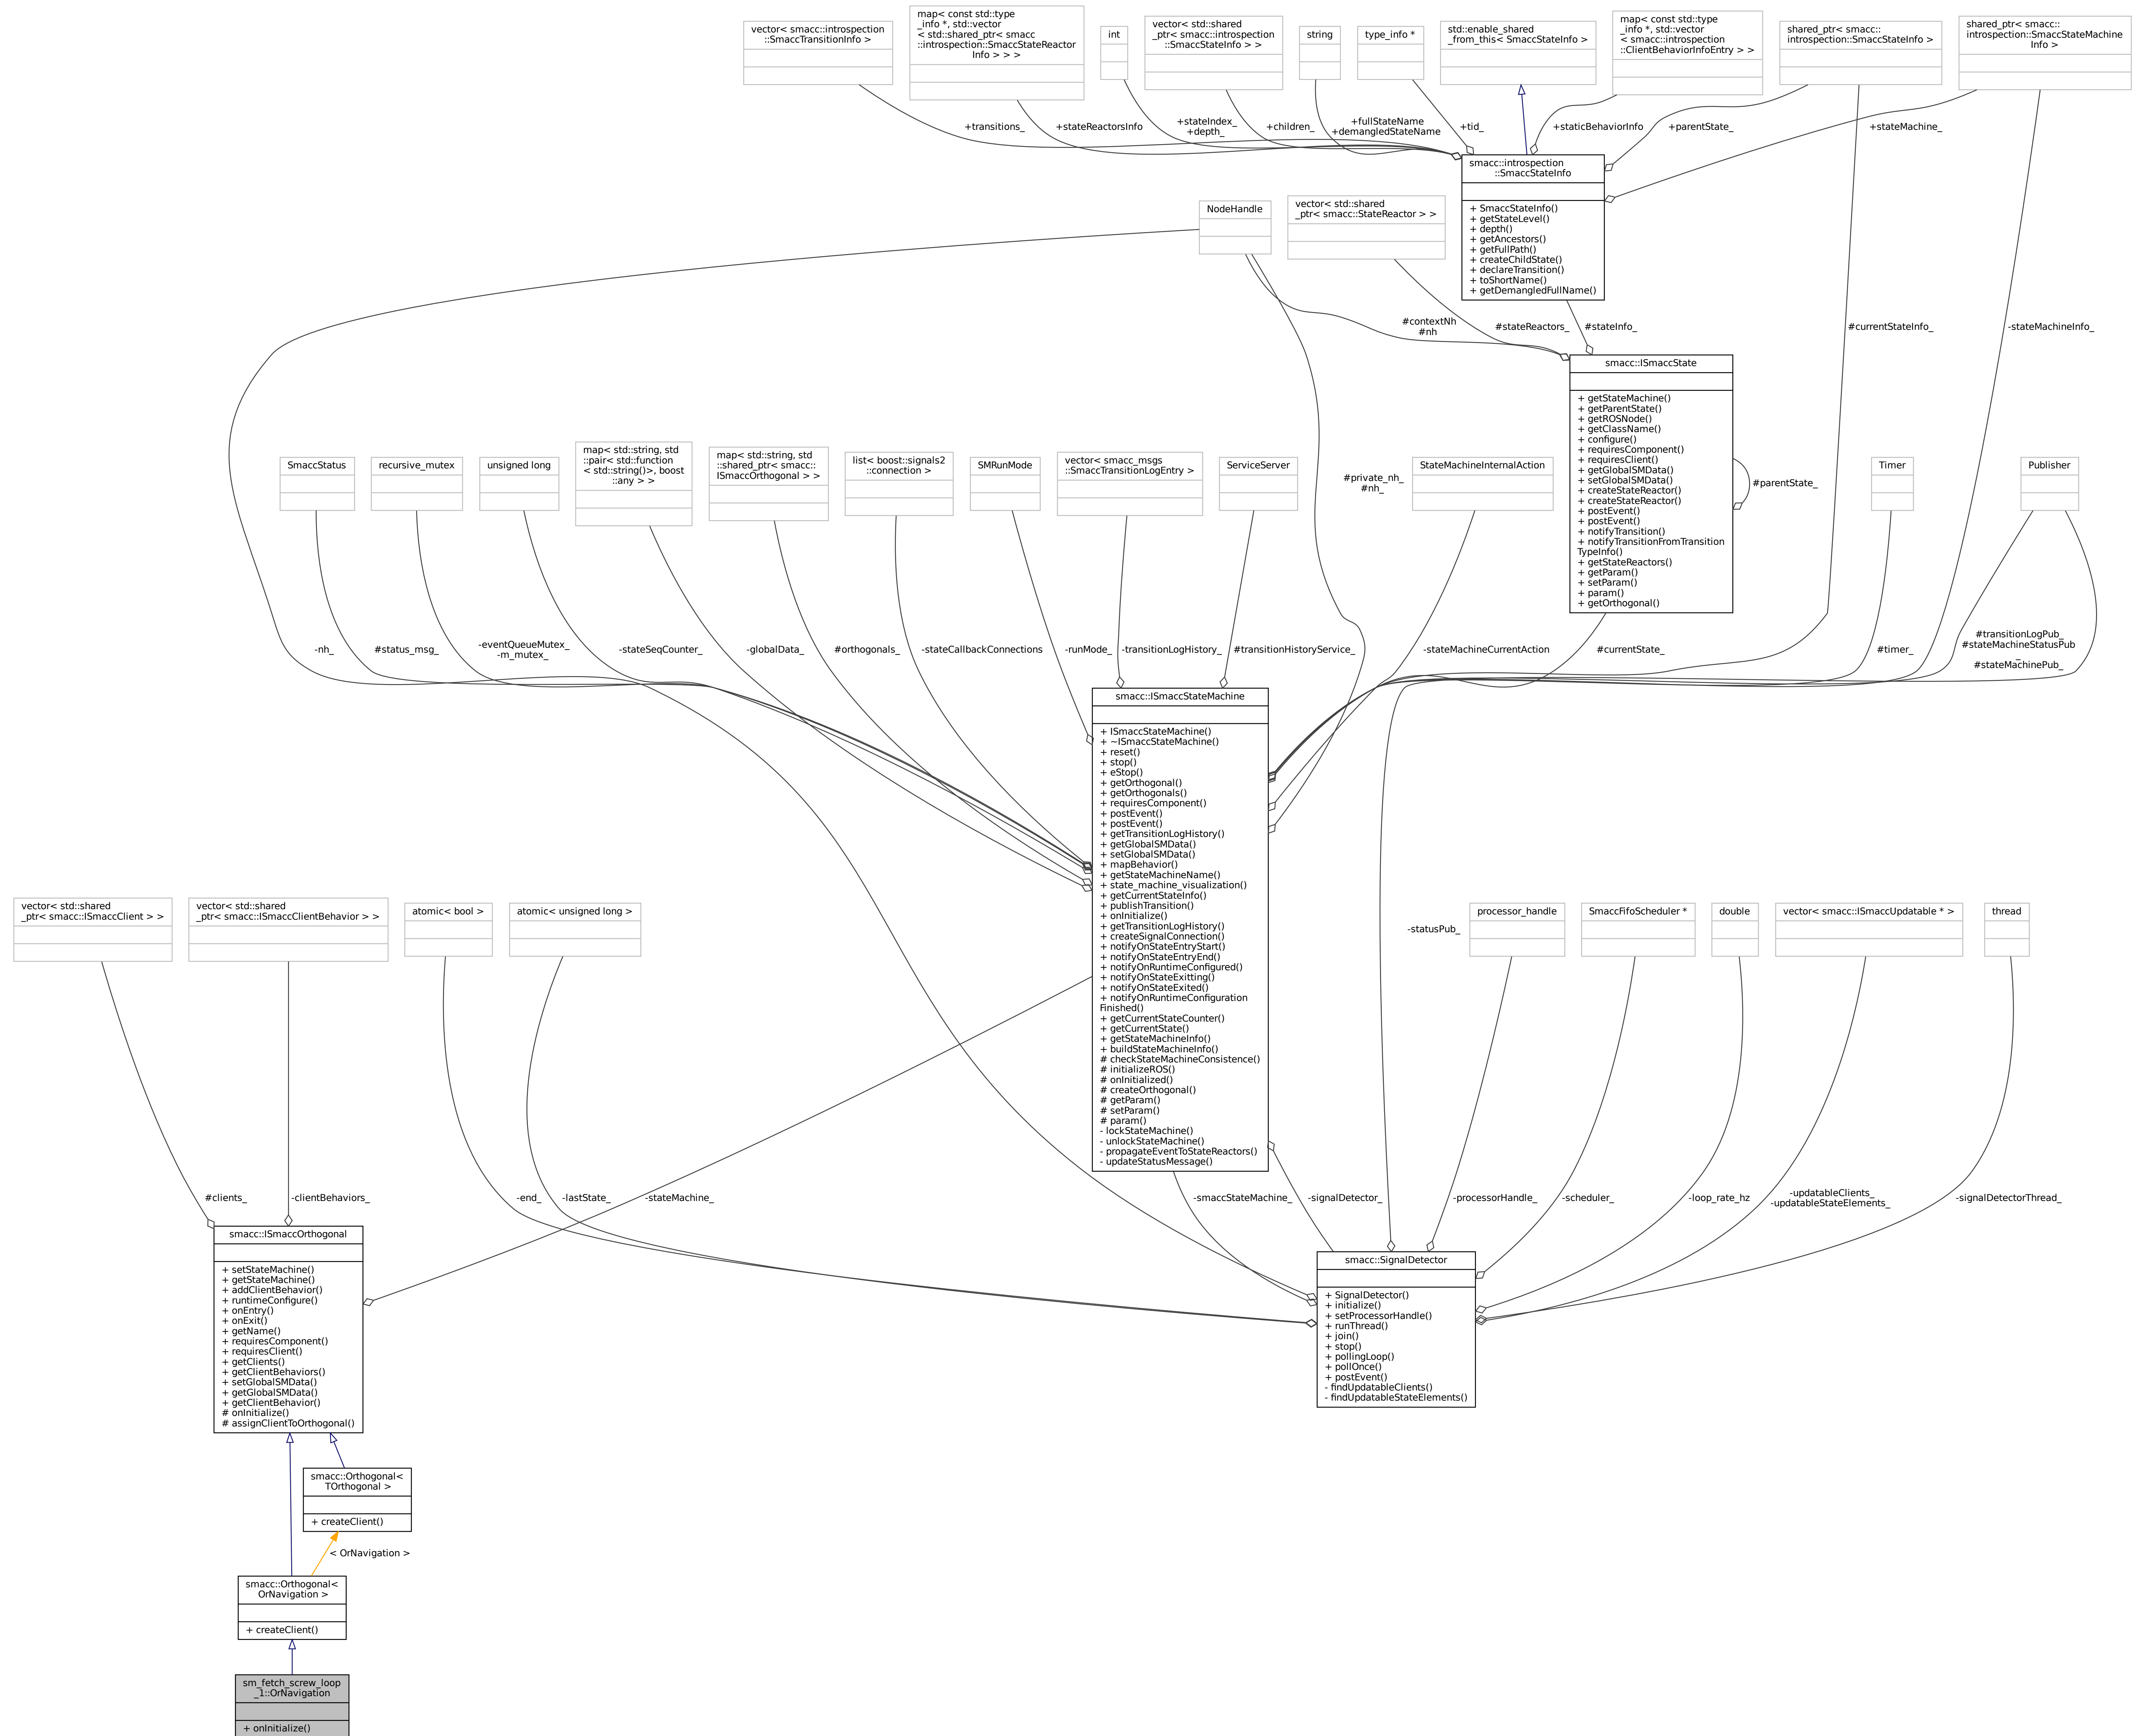 vector< smacc::introspection
::SmaccTransitionInfo >
map< const std::type
_info *, std::vector
< std::shared_ptr< smacc
::introspection::SmaccStateReactor
Info > > >
int
vector< std::shared
_ptr< smacc::introspection
::SmaccStateInfo > >
string
type_info *
std::enable_shared
_from_this< SmaccStateInfo >
map< const std::type
_info *, std::vector
< smacc::introspection
::ClientBehaviorInfoEntry > >
shared_ptr< smacc::
introspection::SmaccStateInfo >
shared_ptr< smacc::
introspection::SmaccStateMachine
Info >
+transitions_
+stateReactorsInfo
+stateIndex_
+depth_
+children_
+fullStateName
+demangledStateName
+tid_
+staticBehaviorInfo
+parentState_
+stateMachine_
smacc::introspection
::SmaccStateInfo
+ SmaccStateInfo()
+ getStateLevel()
+ depth()
+ getAncestors()
+ getFullPath()
+ createChildState()
+ declareTransition()
+ toShortName()
+ getDemangledFullName()
NodeHandle
vector< std::shared
_ptr< smacc::StateReactor > >
#contextNh
#nh
#stateReactors_
#stateInfo_
#currentStateInfo_
-stateMachineInfo_
smacc::ISmaccState
+ getStateMachine()
+ getParentState()
+ getROSNode()
+ getClassName()
+ configure()
+ requiresComponent()
+ requiresClient()
+ getGlobalSMData()
+ setGlobalSMData()
+ createStateReactor()
+ createStateReactor()
+ postEvent()
+ postEvent()
+ notifyTransition()
+ notifyTransitionFromTransition
TypeInfo()
+ getStateReactors()
+ getParam()
+ setParam()
+ param()
+ getOrthogonal()
#parentState_
SmaccStatus
recursive_mutex
unsigned long
map< std::string, std
::pair< std::function
< std::string()>, boost
::any > >
map< std::string, std
::shared_ptr< smacc::
ISmaccOrthogonal > >
list< boost::signals2
::connection >
SMRunMode
vector< smacc_msgs
::SmaccTransitionLogEntry >
ServiceServer
#private_nh_
#nh_
StateMachineInternalAction
Timer
Publisher
-nh_
#status_msg_
-eventQueueMutex_
-m_mutex_
-stateSeqCounter_
-globalData_
#orthogonals_
-stateCallbackConnections
-runMode_
-transitionLogHistory_
#transitionHistoryService_
-stateMachineCurrentAction
#currentState_
#timer_
#transitionLogPub_
#stateMachineStatusPub
_
#stateMachinePub_
smacc::ISmaccStateMachine
+ ISmaccStateMachine()
+ ~ISmaccStateMachine()
+ reset()
+ stop()
+ eStop()
+ getOrthogonal()
+ getOrthogonals()
+ requiresComponent()
+ postEvent()
+ postEvent()
+ getTransitionLogHistory()
+ getGlobalSMData()
+ setGlobalSMData()
+ mapBehavior()
+ getStateMachineName()
+ state_machine_visualization()
+ getCurrentStateInfo()
+ publishTransition()
+ onInitialize()
+ getTransitionLogHistory()
+ createSignalConnection()
+ notifyOnStateEntryStart()
+ notifyOnStateEntryEnd()
+ notifyOnRuntimeConfigured()
+ notifyOnStateExitting()
+ notifyOnStateExited()
+ notifyOnRuntimeConfiguration
Finished()
+ getCurrentStateCounter()
+ getCurrentState()
+ getStateMachineInfo()
+ buildStateMachineInfo()
# checkStateMachineConsistence()
# initializeROS()
# onInitialized()
# createOrthogonal()
# getParam()
# setParam()
# param()
- lockStateMachine()
- unlockStateMachine()
- propagateEventToStateReactors()
- updateStatusMessage()
vector< std::shared
_ptr< smacc::ISmaccClient > >
vector< std::shared
_ptr< smacc::ISmaccClientBehavior > >
atomic< bool >
atomic< unsigned long >
-statusPub_
processor_handle
SmaccFifoScheduler *
double
vector< smacc::ISmaccUpdatable * >
thread
#clients_
-clientBehaviors_
-end_
-lastState_
-stateMachine_
-smaccStateMachine_
-signalDetector_
-processorHandle_
-scheduler_
-loop_rate_hz
-updatableClients_
-updatableStateElements_
-signalDetectorThread_
smacc::ISmaccOrthogonal
+ setStateMachine()
+ getStateMachine()
+ addClientBehavior()
+ runtimeConfigure()
+ onEntry()
+ onExit()
+ getName()
+ requiresComponent()
+ requiresClient()
+ getClients()
+ getClientBehaviors()
+ setGlobalSMData()
+ getGlobalSMData()
+ getClientBehavior()
# onInitialize()
# assignClientToOrthogonal()
smacc::SignalDetector
+ SignalDetector()
+ initialize()
+ setProcessorHandle()
+ runThread()
+ join()
+ stop()
+ pollingLoop()
+ pollOnce()
+ postEvent()
- findUpdatableClients()
- findUpdatableStateElements()
smacc::Orthogonal<
TOrthogonal >
+ createClient()
< OrNavigation >
smacc::Orthogonal<
OrNavigation >
+ createClient()
sm_fetch_screw_loop
_1::OrNavigation
+ onInitialize()